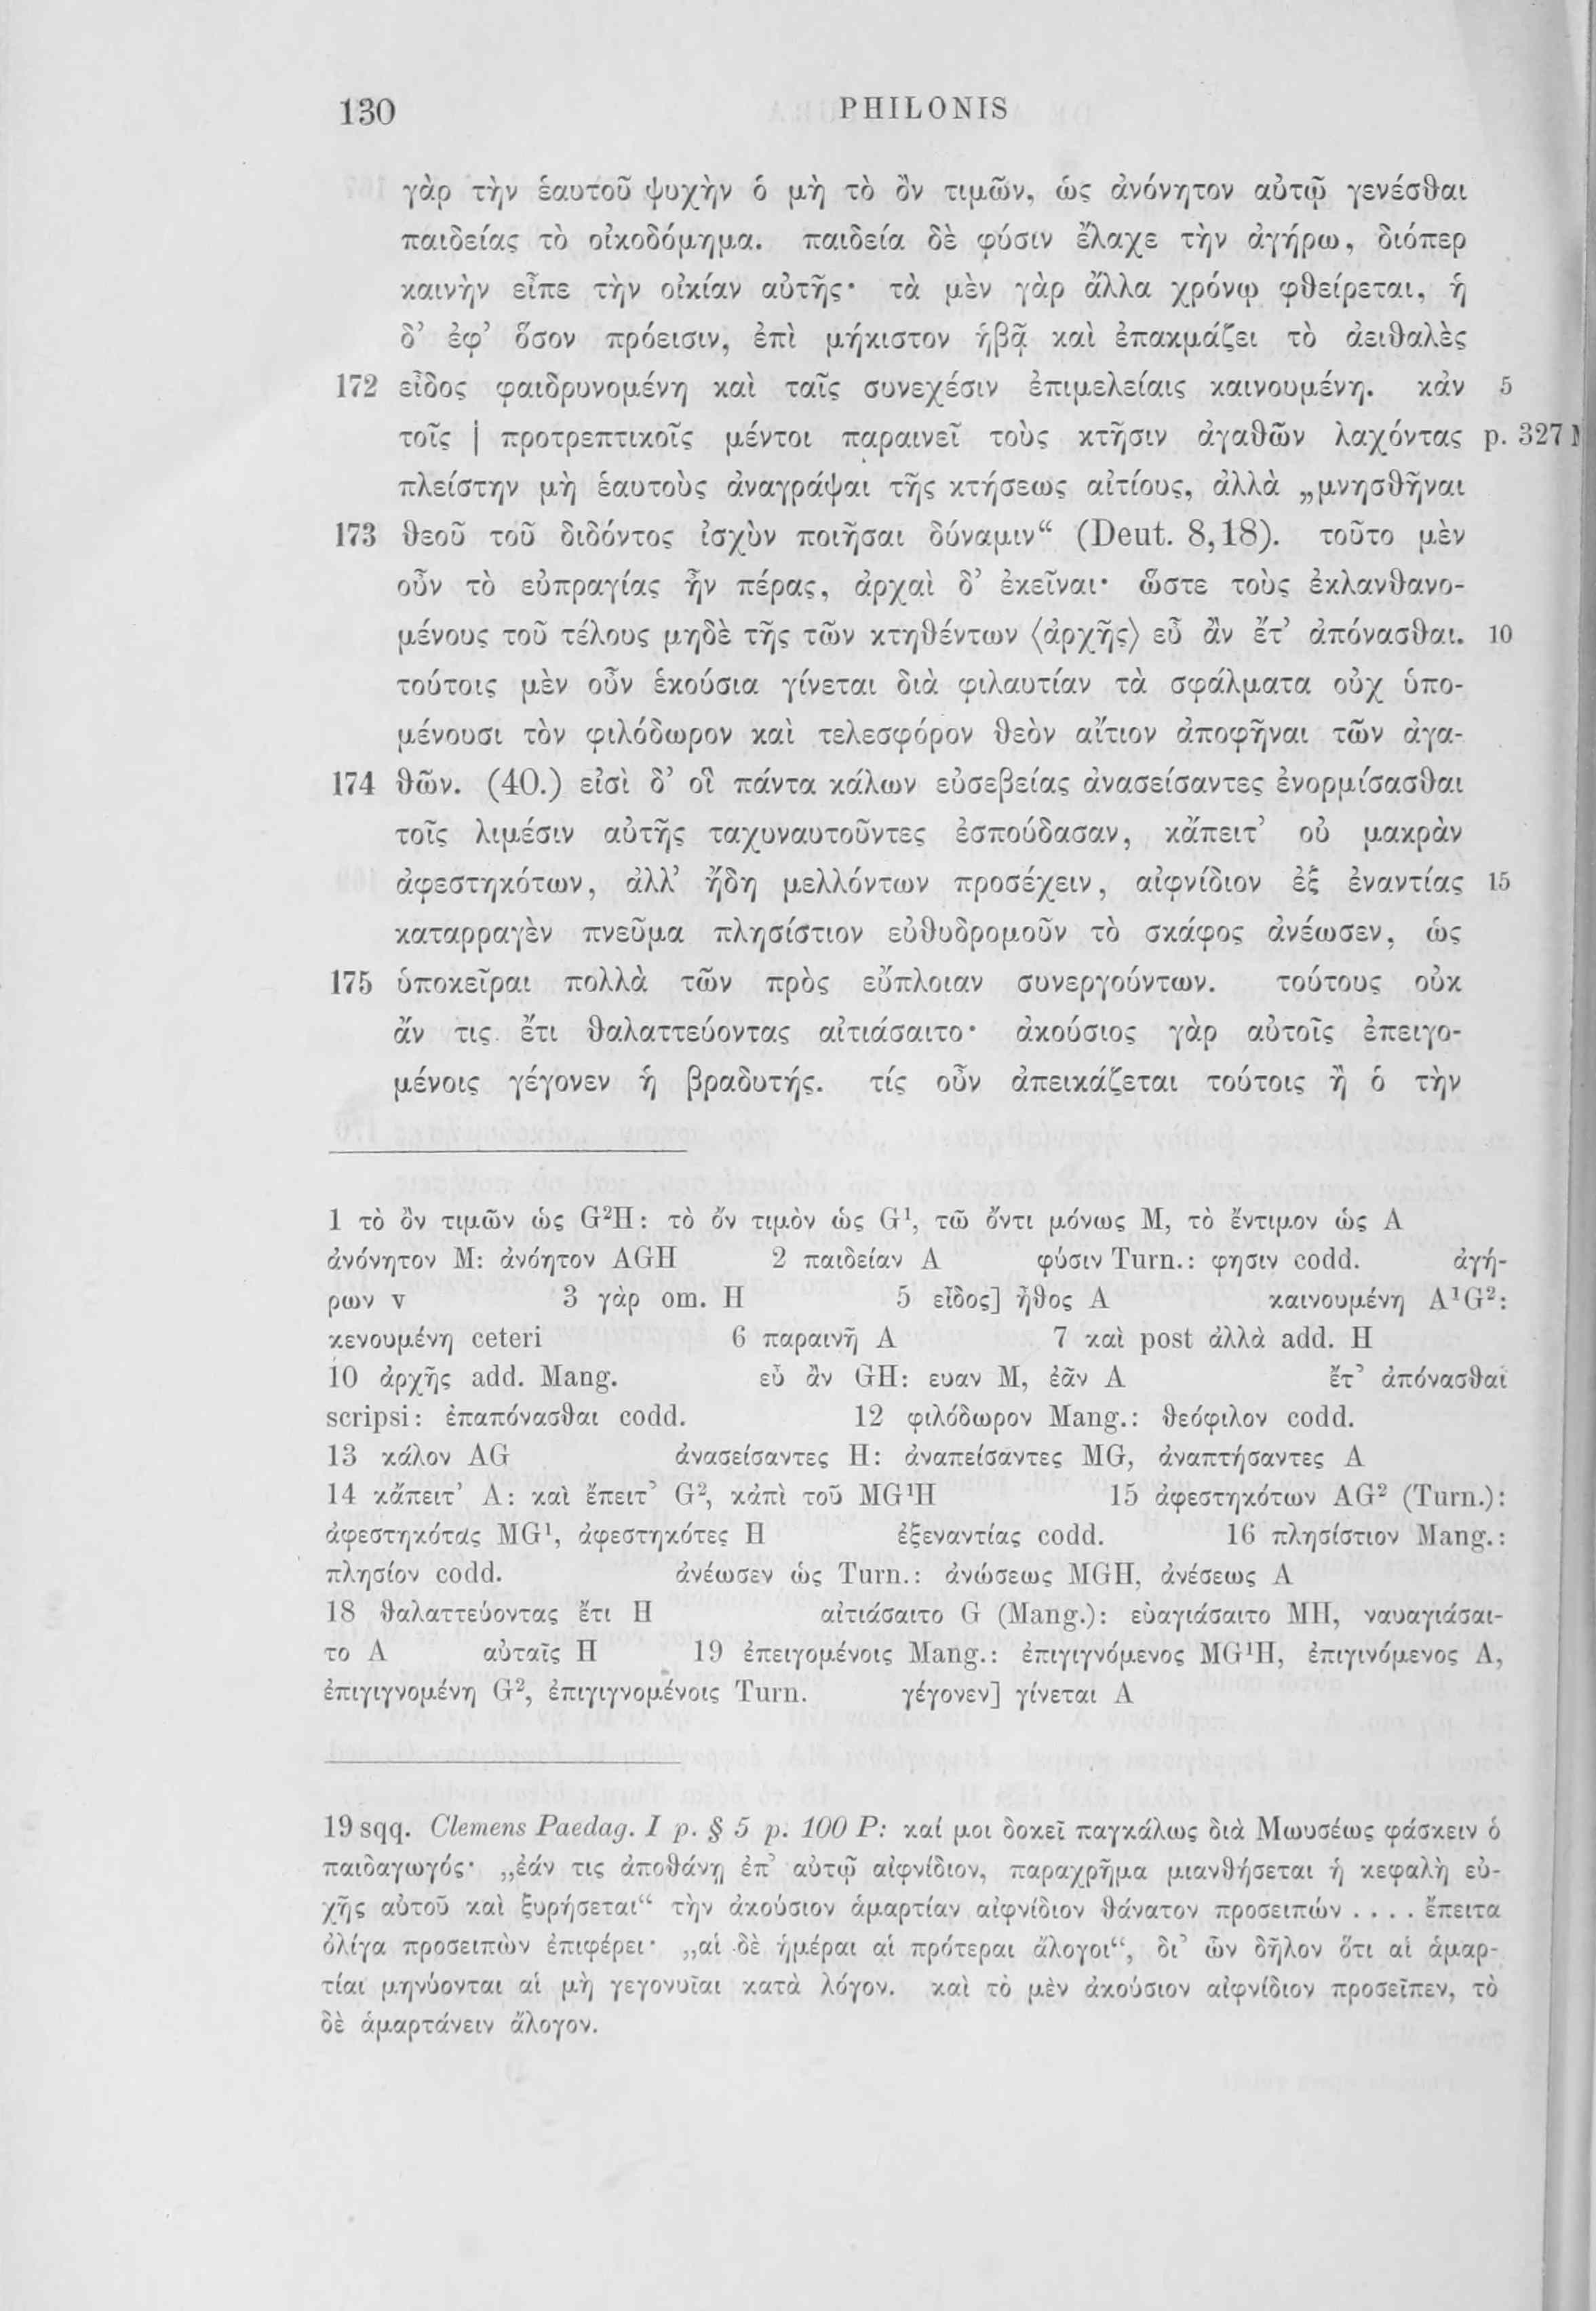 130 PHILONIS
γὰρ τὴν ἑαυτοῦ ψυχὴν ὁ μὴ τὸ ὂν τιμῶν, ὡς ἀνόνητον αὐτῷ γενέσθαι
παιδείας τὸ οἰκοδόμημα. παιδεία δὲ φύσιν ἔλαχε τὴν ἀγήρω, διόπερ
καινὴν εἶπε τὴν οἰκίαν αὐτῆς· τὰ μὲν γὰρ ἄλλα χρόνῳ φθείρεται, ἡ
δ’ ἐφ’ ὅσον πρόεισιν, ἐπὶ μήκιστον ἡβᾷ καὶ ἐπακμάζει τὸ ἀειθαλὲς
172 εἶδος φαιδρυνομένη καὶ ταῖς συνεχέσιν ἐπιμελείαις καινουμένη. κἀν 5
τοῖς | προτρεπτικοῖς μέντοι παραινεῖ τοὺς κτῆσιν ἀγαθῶν λαχόντας p. 327 M
πλείστην μὴ ἑαυτοὺς ἀναγράψαι τῆς κτήσεως αἰτίους, ἀλλὰ „μνησθῆναι
173 θεοῦ τοῦ διδόντος ἰσχὺν ποιῆσαι δύναμιν“ (Deut. 8,18). τοῦτο μὲν
οὖν τὸ εὐπραγίας ἦν πέρας, ἀρχαὶ δ’ ἐκεῖναι· ὥστε τοὺς ἐκλανθανο-
μένους τοῦ τέλους μηδὲ τῆς τῶν κτηθέντων ⟨ἀρχῆς⟩ εὖ ἂν ἔτ’ ἀπόνασθαι. 10
τούτοις μὲν οὖν ἑκούσια γίνεται διὰ φιλαυτίαν τὰ σφάλματα οὐχ ὑπο-
μένουσι τὸν φιλόδωρον καὶ τελεσφόρον θεὸν αἴτιον ἀποφῆναι τῶν ἀγα-
174 θῶν. (40.) εἰσὶ δ’ οἳ πάντα κάλων εὐσεβείας ἀνασείσαντες ἐνορμίσασθαι
τοῖς λιμέσιν αὐτῆς ταχυναυτοῦντες ἐσπούδασαν, κἄπειτ’ οὐ μακρὰν
ἀφεστηκότων, ἀλλ’ ἤδη μελλόντων προσέχειν, αἰφνίδιον ἐξ ἐναντίας 15
καταρραγὲν πνεῦμα πλησίστιον εὐθυδρομοῦν τὸ σκάφος ἀνέωσεν, ὡς
175 ὑποκεῖραι πολλὰ τῶν πρὸς εὔπλοιαν συνεργούντων. τούτους οὐκ
ἄν τις ἔτι θαλαττεύοντας αἰτιάσαιτο· ἀκούσιος γὰρ αὐτοῖς ἐπειγο-
μένοις γέγονεν ἡ βραδυτής. τίς οὖν ἀπεικάζεται τούτοις ἢ ὁ τὴν
1 τὸ ὂν τιμῶν ὡς G²H: τὸ ὄν τιμὸν ὡς G¹, τῶ ὄντι μόνως M, τὸ ἔντιμον ὡς A
ἀνόνητον M: ἀνόητον AGH 2 παιδείαν A φύσιν Turn.: φησιν codd. ἀγή-
ρων v 3 γὰρ om. H 5 εἶδος] ἦθος A καινουμένη A¹G²:
κενουμένη ceteri 6 παραινῆ A 7 καὶ post ἀλλὰ add. H
10 ἀρχῆς add. Mang. εὖ ἂν GH: ευαν M, ἐᾶν A ἔτ’ ἀπόνασθαι
scripsi: ἐπαπόνασθαι codd. 12 φιλόδωρον Mang.: θεόφιλον codd.
13 κάλον AG ἀνασείσαντες H: ἀναπείσαντες MG, ἀναπτήσαντες A
14 κἄπειτ’ A: καὶ ἔπειτ’ G², κἀπὶ τοῦ MG¹H 15 ἀφεστηκότων AG² (Turn.):
ἀφεστηκότας MG¹, ἀφεστηκότες H ἐξεναντίας codd. 16 πλησίστιον Mang.:
πλησίον codd. ἀνέωσεν ὡς Turn.: ἀνώσεως MGH, ἀνέσεως A
18 θαλαττεύοντας ἔτι H αἰτιάσαιτο G (Mang.): εὐαγιάσαιτο MH, ναυαγιάσαι-
το A αὐταῖς H 19 ἐπειγομένοις Mang.: ἐπιγιγνόμενος MG¹H, ἐπιγινόμενος A,
ἐπιγιγνομένη G², ἐπιγιγνομένοις Turn. γέγονεν] γίνεται A
19 sqq. Clemens Paedag. I p. § 5 p. 100 P: καί μοι δοκεῖ παγκάλως διὰ Μωυσέως φάσκειν ὁ
παιδαγωγός· „ἐάν τις ἀποθάνῃ ἐπ’ αὐτῷ αἰφνίδιον, παραχρῆμα μιανθήσεται ἡ κεφαλὴ εὐ-
χῆς αὐτοῦ καὶ ξυρήσεται“ τὴν ἀκούσιον ἁμαρτίαν αἰφνίδιον θάνατον προσειπών .... ἔπειτα
ὀλίγα προσειπὼν ἐπιφέρει· „αἱ δὲ ἡμέραι αἱ πρότεραι ἄλογοι“, δι’ ὧν δῆλον ὅτι αἱ ἁμαρ-
τίαι μηνύονται αἱ μὴ γεγονυῖαι κατὰ λόγον. καὶ τὸ μὲν ἀκούσιον αἰφνίδιον προσεῖπεν, τὸ
δὲ ἁμαρτάνειν ἄλογον.